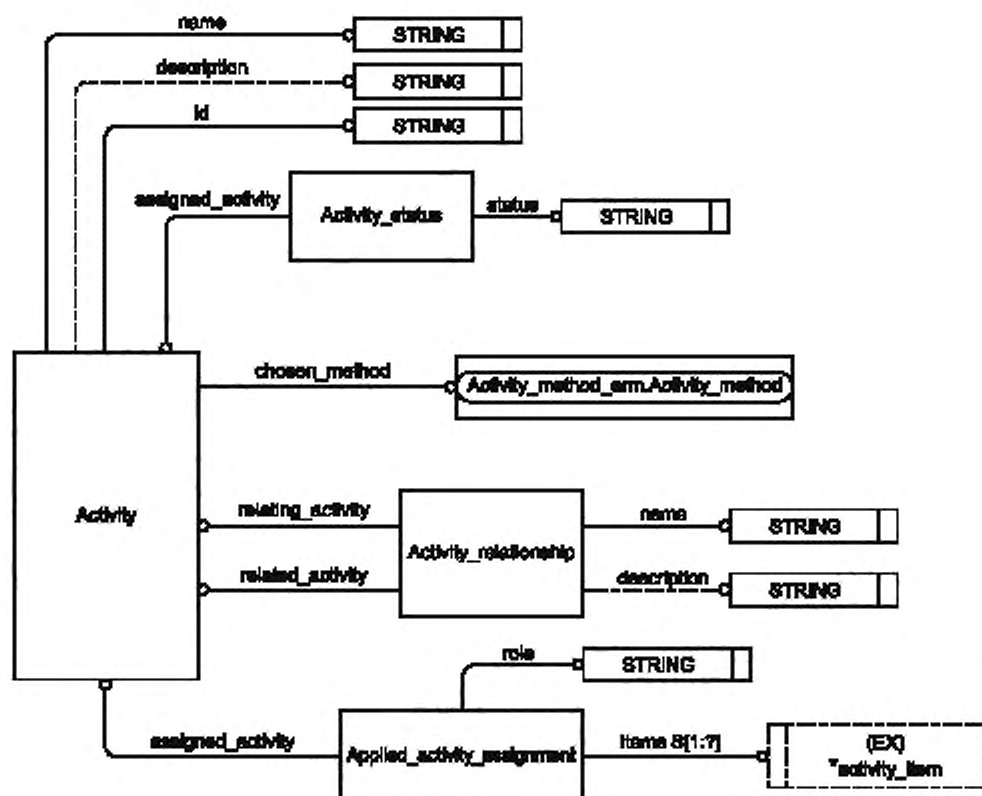 name
STRING
description
STRING
id
STRING
assigned_activity
Activity_status
status
STRING
chosen_method
Activity_method_arm.Activity_method
Activity
relating_activity
Activity_relationship
name
STRING
related_activity
description
STRING
role
STRING
assigned_activity
Applied_activity_assignment
items S[1:?]
(EX)
*activity_item